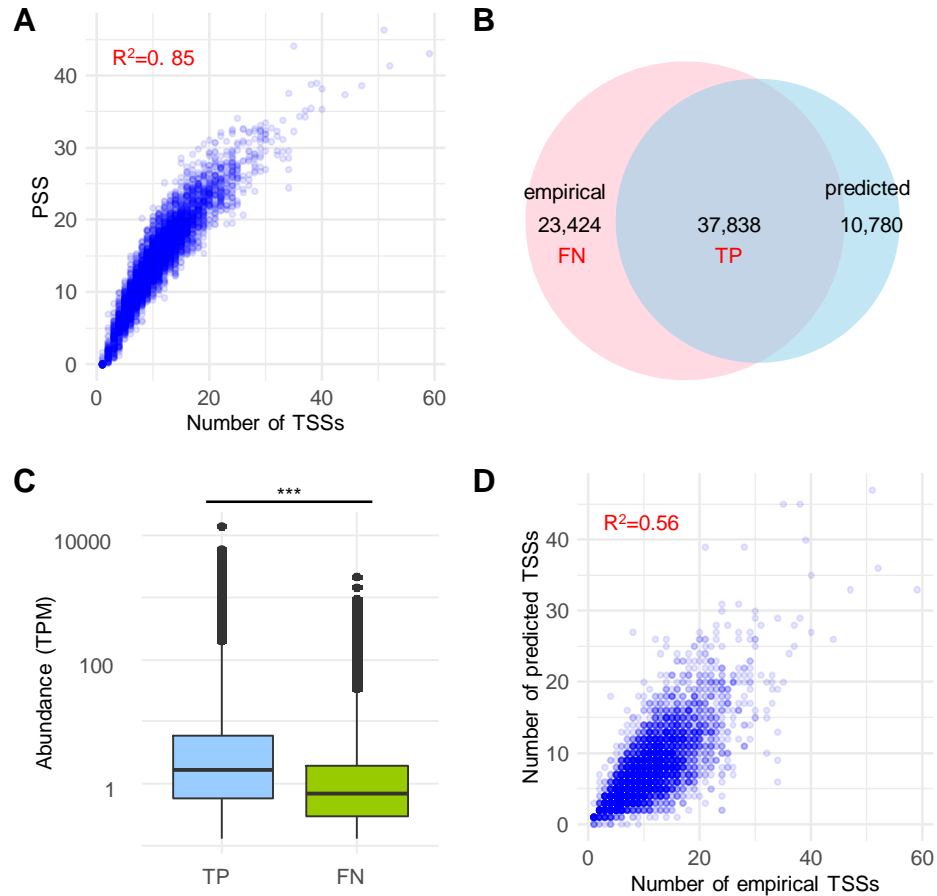 A
R²=0. 85
PSS
40
30
20
10
0
0 20 40 60
Number of TSSs
B
empirical
23,424
FN
37,838
TP
predicted
10,780
C
***
Abundance (TPM)
10000
100
1
TP FN
D
R²=0.56
Number of predicted TSSs
40
30
20
10
0
0 20 40 60
Number of empirical TSSs